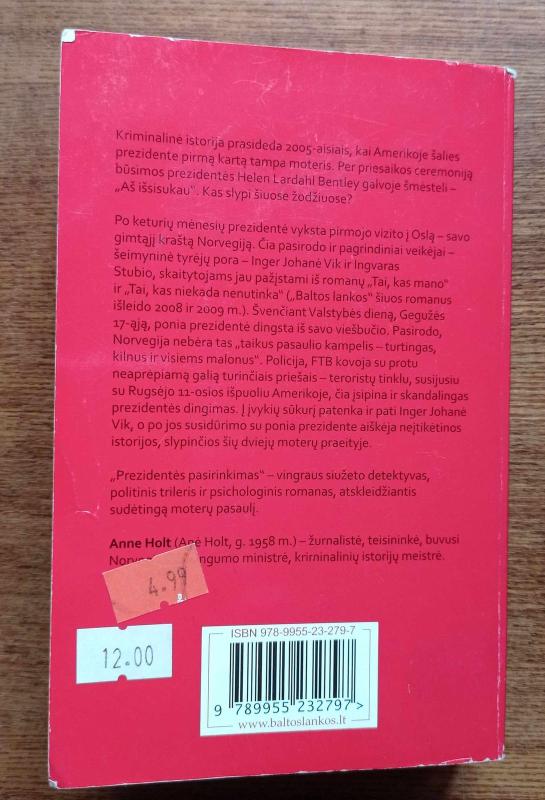 Kriminalinė istorija prasideda 2005-aisiais, kai Amerikoje šalies
prezidente pirmą kartą tampa moteris. Per priesaikos ceremoniją
būsimos prezidentės Helen Lardahl Bentley galvoje šmėsteli –
„Aš išsisukau“. Kas slypi šiuose žodžiuose?
Po keturių mėnesių prezidentė vyksta pirmojo vizito į Oslą – savo
gimtąjį kraštą Norvegiją. Čia pasirodo ir pagrindiniai veikėjai –
šeimyninė tyrėjų pora – Inger Johanė Vik ir Ingvaras
Stubio, skaitytojams jau pažįstami iš romanų „Tai, kas mano“
ir „Tai, kas niekada nenutinka“ („Baltos lankos“ šiuos romanus
išleido 2008 ir 2009 m.). Švenčiant Valstybės dieną, Gegužės
17-ąją, ponia prezidentė dingsta iš savo viešbučio. Pasirodo,
Norvegija nebėra tas „taikus pasaulio kampelis – turtingas,
kilnus ir visiems malonus“. Policija, FTB kovoja su protu
neaprėpiamą galią turinčiais priešais – teroristų tinklu, susijusiu
su Rugsėjo 11-osios išpuoliu Amerikoje, čia įsipina ir skandalingas
prezidentės dingimas. Į įvykių sūkurį patenka ir pati Inger Johanė
Vik, o po jos susidūrimo su ponia prezidente aiškėja neįtikėtinos
istorijos, slypinčios šių dviejų moterų praeityje.
„Prezidentės pasirinkimas“ – vingraus siužeto detektyvas,
politinis trileris ir psichologinis romanas, atskleidžiantis
sudėtingą moterų pasaulį.
Anne Holt (Anė Holt, g. 1958 m.) – žurnalistė, teisininkė, buvusi
ministrė, krirninalinių istorijų meistrė.
4.99
12.00
ISBN 978-9955-23-279-7
9 789955 232797 >
www.baltoslankos.lt